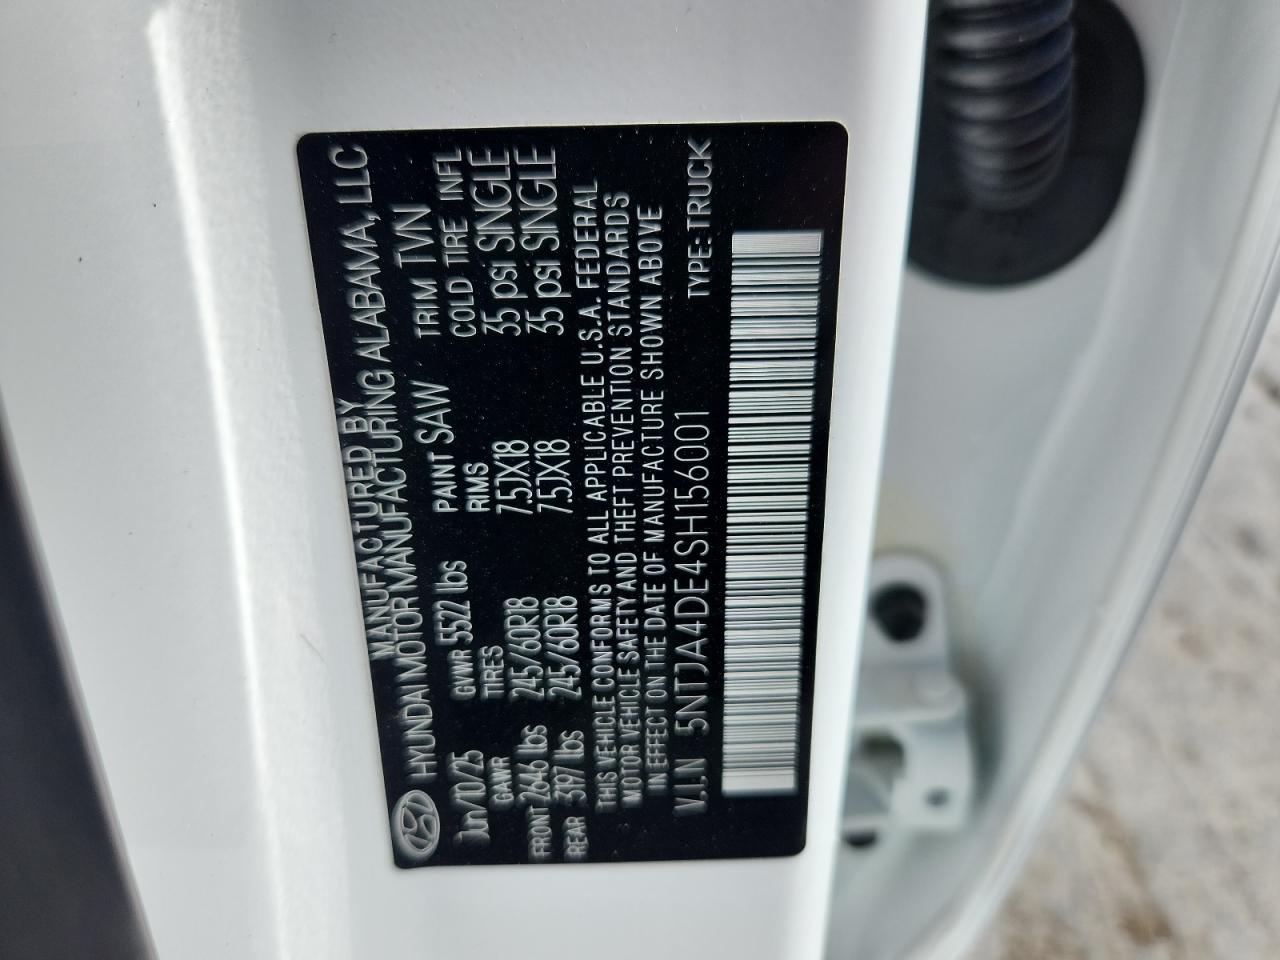 MANUFACTURED BY
HYUNDAI MOTOR MANUFACTURING ALABAMA, LLC
Jun/10/25 GVWR 5522 lbs PAINT SAW TRIM TVN
GAWR TIRES RIMS COLD TIRE INFL
FRONT 2646 lbs 245/60R18 7.5JX18 35 psi SINGLE
REAR 3197 lbs 245/60R18 7.5JX18 35 psi SINGLE
THIS VEHICLE CONFORMS TO ALL APPLICABLE U.S.A. FEDERAL
MOTOR VEHICLE SAFETY AND THEFT PREVENTION STANDARDS
IN EFFECT ON THE DATE OF MANUFACTURE SHOWN ABOVE
V.I.N 5NTJA4DE4SH156001 TYPE: TRUCK